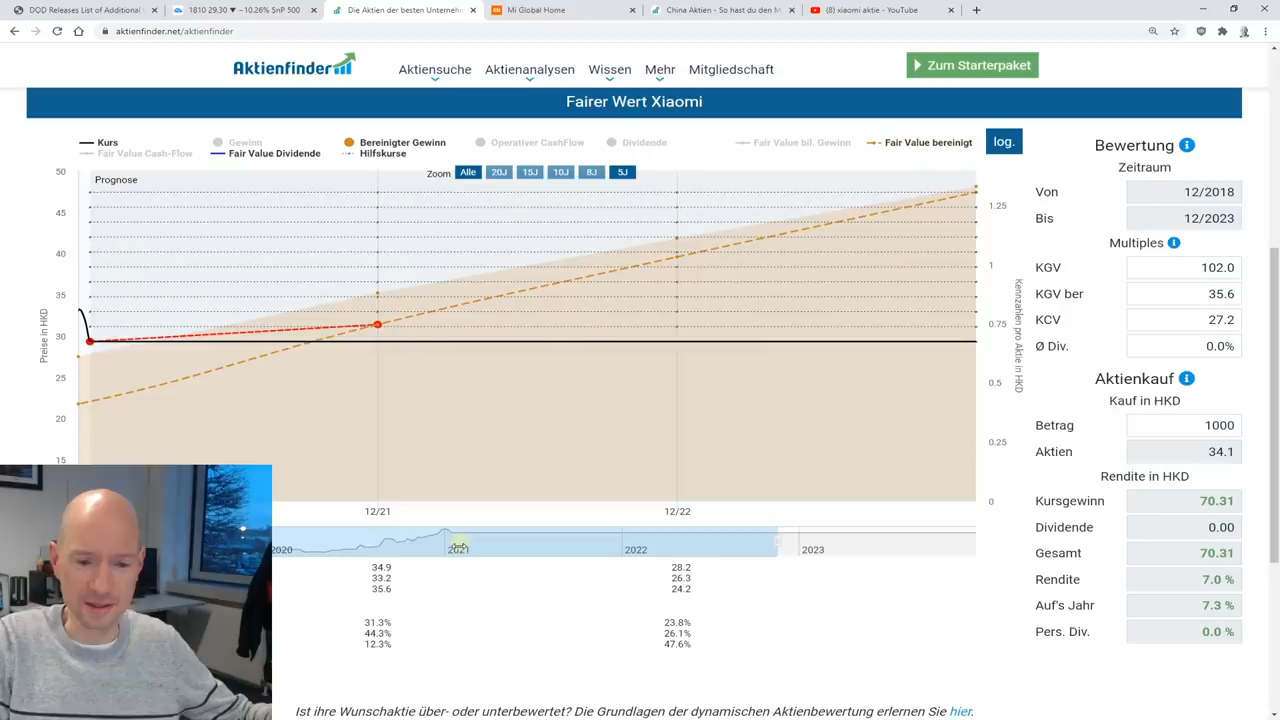 DOD Releases List of Additional
1810 29.30 ▼ −10.26% SnP 500
Die Aktien der besten Unternehm
Mi Global Home
China Aktien - So hast du den M
(8) xiaomi aktie - YouTube
aktienfinder.net/aktienfinder
Aktienfinder
Aktiensuche
Aktienanalysen
Wissen
Mehr
Mitgliedschaft
Zum Starterpaket
Fairer Wert Xiaomi
Kurs
Gewinn
Bereinigter Gewinn
Operativer CashFlow
Dividende
Fair Value bil. Gewinn
Fair Value bereinigt
Fair Value Cash-Flow
Fair Value Dividende
Hilfskurse
log.
Zoom
Alle
20J
15J
10J
8J
5J
Prognose
50
45
40
35
30
25
20
15
Preise in HKD
1.25
1
0.75
0.5
0.25
0
Kennzahlen pro Aktie in HKD
12/21
12/22
2020
2021
2022
2023
34.9
28.2
33.2
26.3
35.6
24.2
31.3%
23.8%
44.3%
26.1%
12.3%
47.6%
Bewertung
Zeitraum
Von
12/2018
Bis
12/2023
Multiples
KGV
102.0
KGV ber
35.6
KCV
27.2
Ø Div.
0.0%
Aktienkauf
Kauf in HKD
Betrag
1000
Aktien
34.1
Rendite in HKD
Kursgewinn
70.31
Dividende
0.00
Gesamt
70.31
Rendite
7.0 %
Auf's Jahr
7.3 %
Pers. Div.
0.0 %
Ist ihre Wunschaktie über- oder unterbewertet? Die Grundlagen der dynamischen Aktienbewertung erlernen Sie hier.